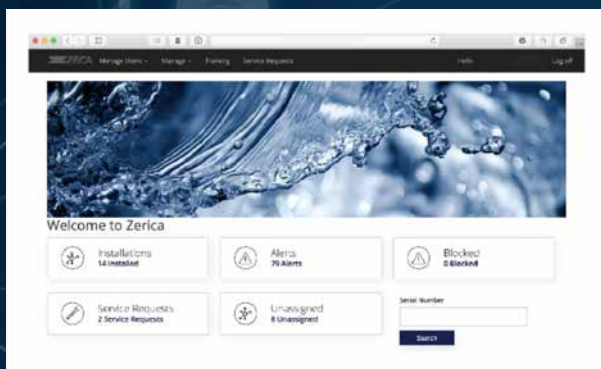 ZERICA Manage Users Manage Training Service Requests Hello Log off
Welcome to Zerica
Installations
14 Installed
Alerts
79 Alerts
Blocked
0 Blocked
Service Requests
2 Service Requests
Unassigned
8 Unassigned
Serial Number
Search